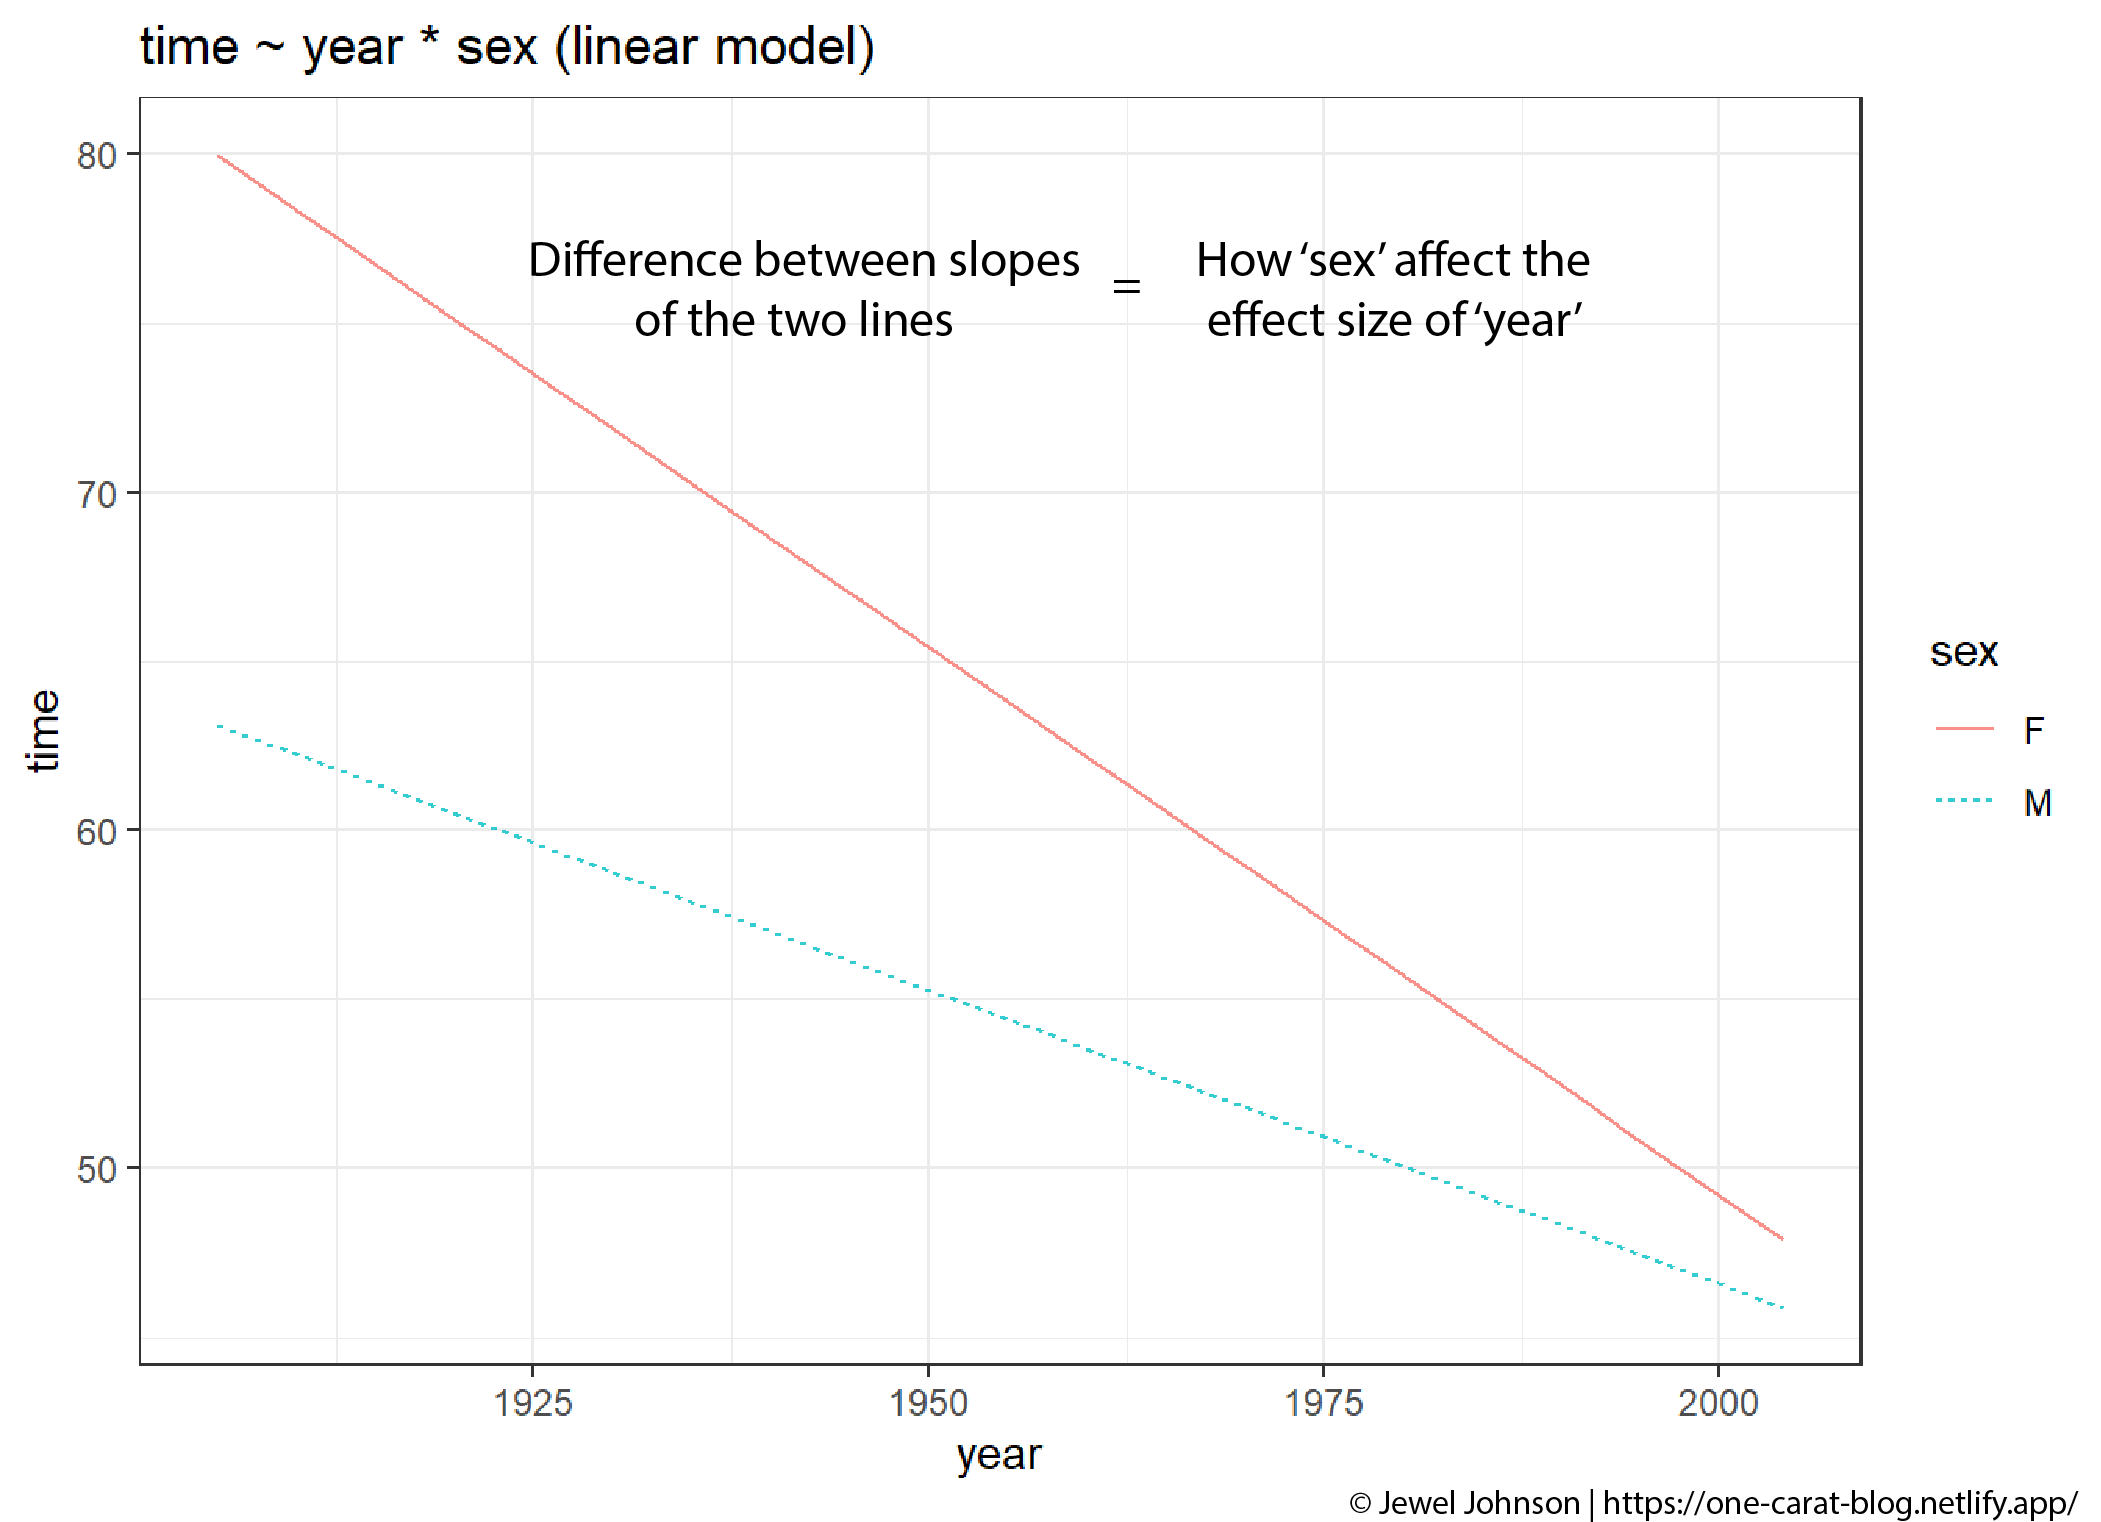 time ~ year * sex (linear model)
Difference between slopes
of the two lines
=
How ‘sex’ affect the
effect size of ‘year’
80
70
60
50
time
1925
1950
1975
2000
year
sex
F
M
© Jewel Johnson | https://one-carat-blog.netlify.app/